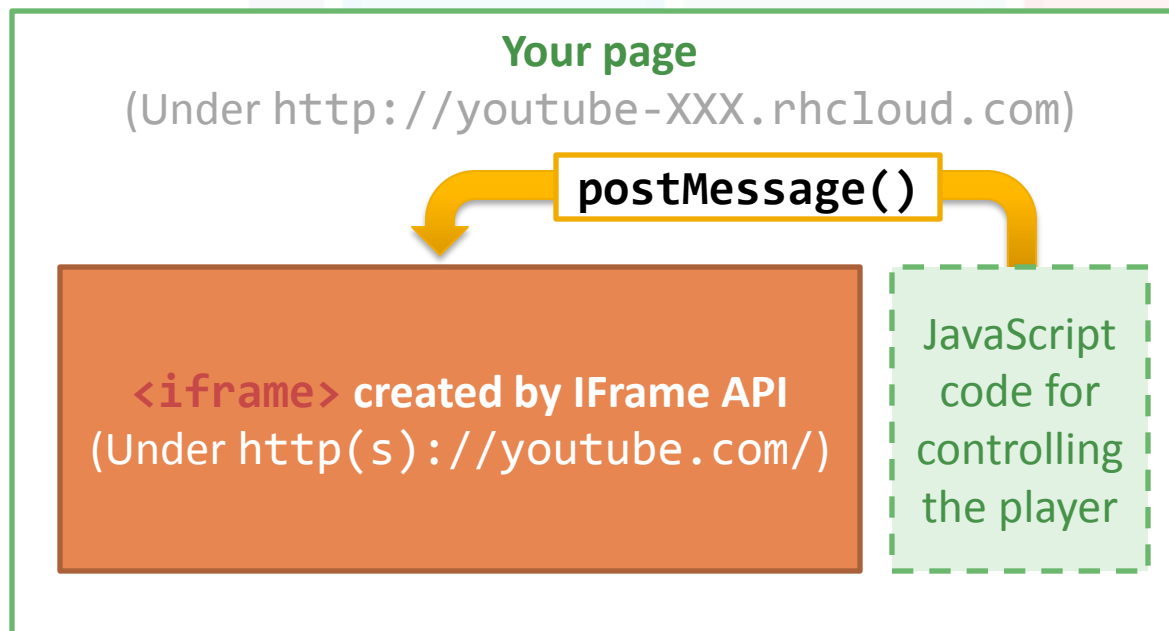 Your page
(Under http://youtube-XXX.rhcloud.com)
postMessage()
<iframe> created by IFrame API
(Under http(s)://youtube.com/)
JavaScript
code for
controlling
the player